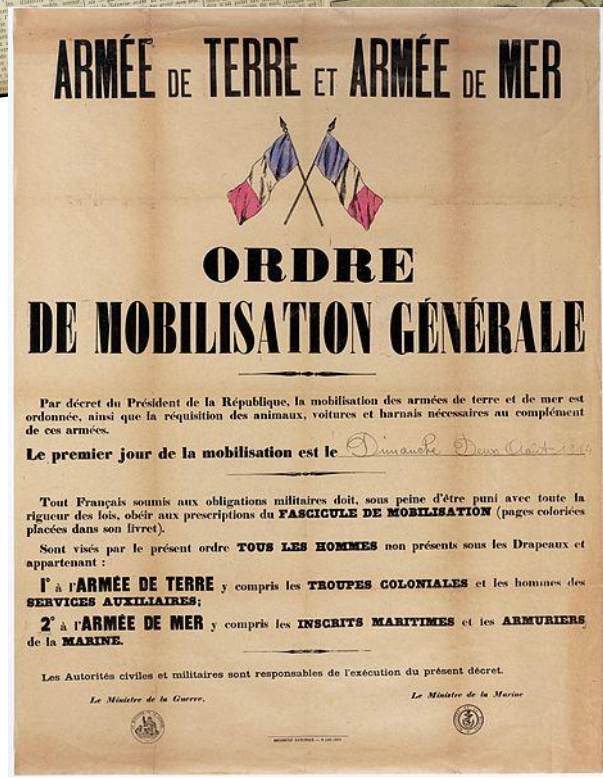 ARMÉE DE TERRE ET ARMÉE DE MER
ORDRE
DE MOBILISATION GÉNÉRALE
Par décret du Président de la République, la mobilisation des armées de terre et de mer est
ordonnée, ainsi que la réquisition des animaux, voitures et harnais nécessaires au complément
de ces armées.
Le premier jour de la mobilisation est le Dimanche Deux Août 1914
Tout Français soumis aux obligations militaires doit, sous peine d'être puni avec toute la
rigueur des lois, obéir aux prescriptions du FASCICULE DE MOBILISATION (pages coloriées
placées dans son livret).
Sont visés par le présent ordre TOUS LES HOMMES non présents sous les Drapeaux et
appartenant :
1° à l'ARMÉE DE TERRE y compris les TROUPES COLONIALES et les hommes des
SERVICES AUXILIAIRES;
2° à l'ARMÉE DE MER y compris les INSCRITS MARITIMES et les ARMURIERS
de la MARINE.
Les Autorités civiles et militaires sont responsables de l'exécution du présent décret.
Le Ministre de la Guerre, Le Ministre de la Marine